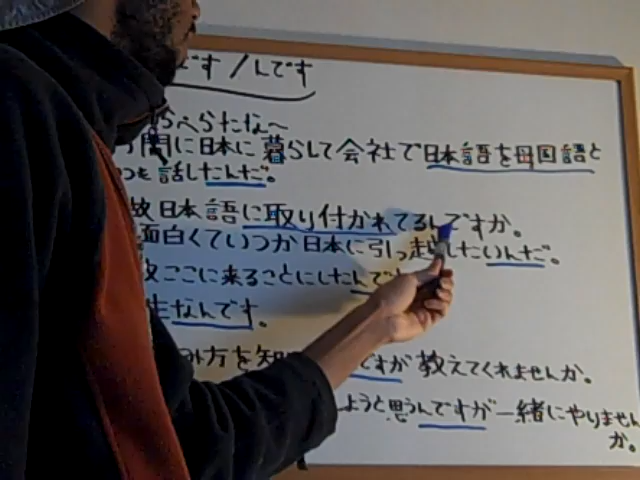 です/んです
らべらだな〜
間に日本に暮らして会社で日本語を母国語と
話したんだ。
故日本語に取り付かれてるんですか。
面白くていつか日本に引っ越したいんだ。
ここに来ることにしたんで
生なんです。
み方を知 ですが教えてくれませんか。
ようと思うんですが一緒にやりません
か。